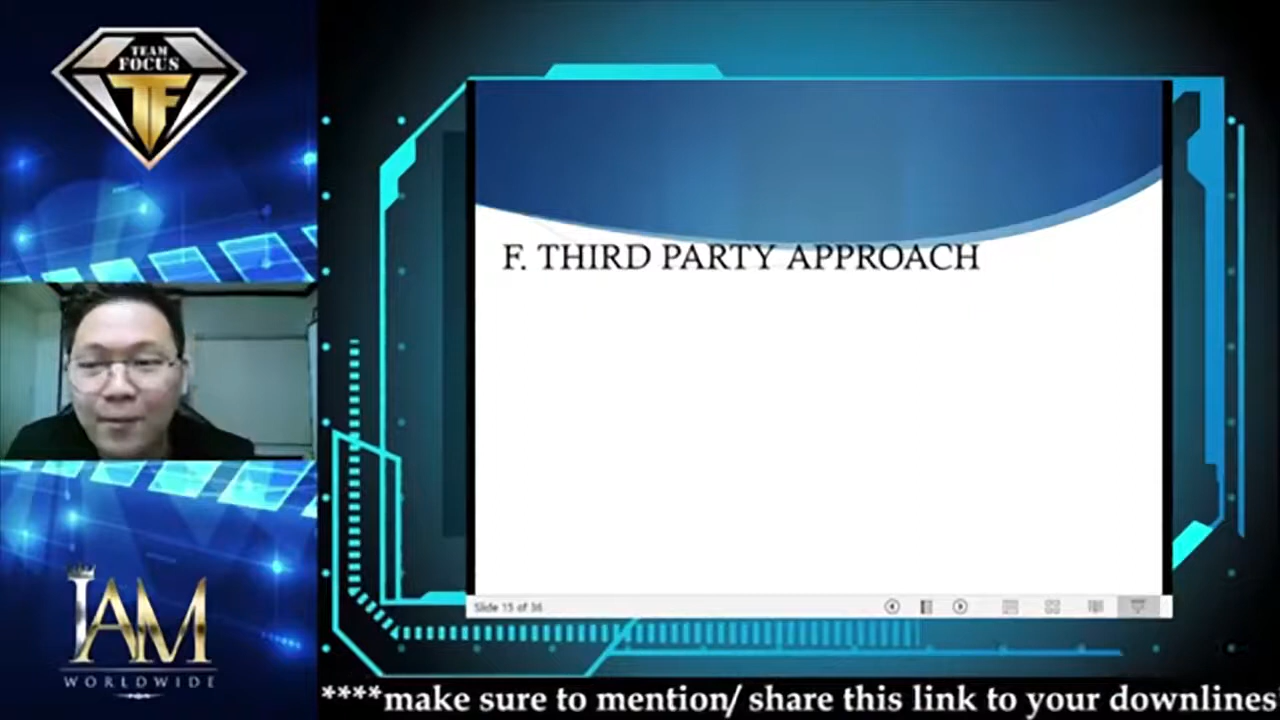 TEAM
FOCUS
TF
F. THIRD PARTY APPROACH
Slide 15 of 36
IAM
WORLDWIDE
****make sure to mention/ share this link to your downlines